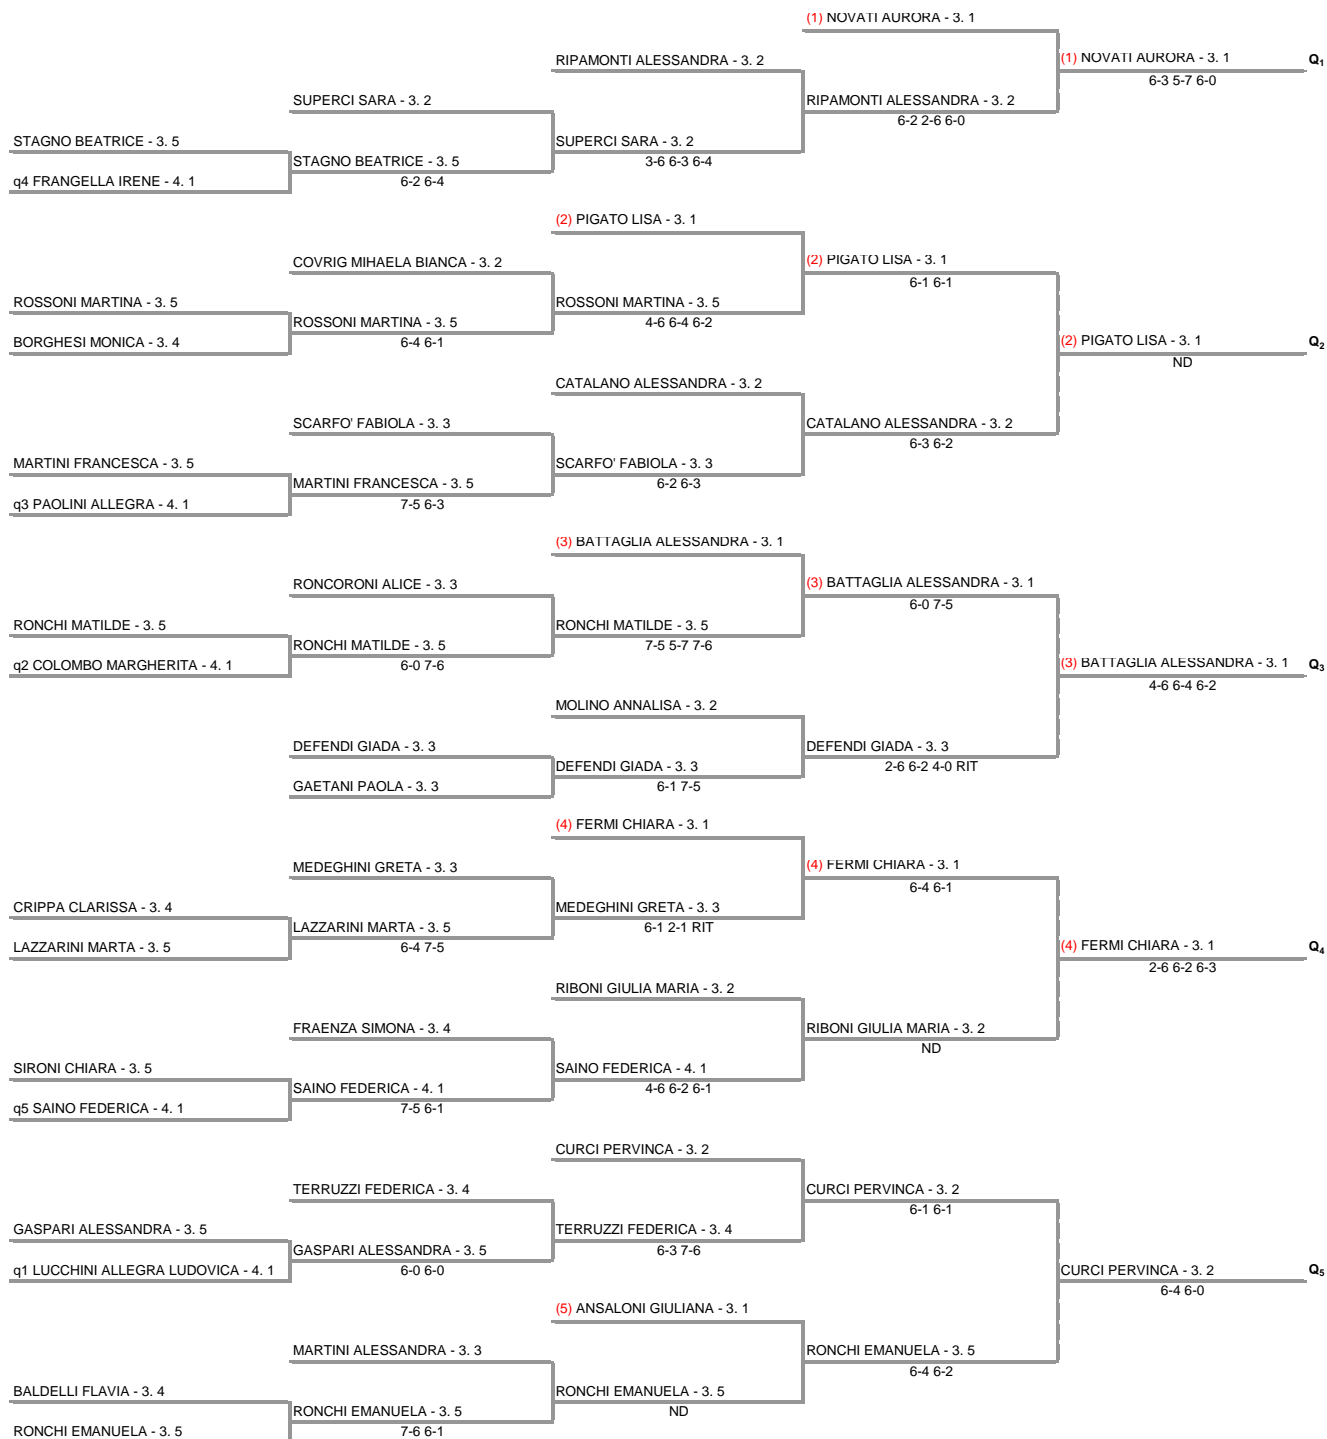 (1) NOVATI AURORA - 3. 1
RIPAMONTI ALESSANDRA - 3. 2
(1) NOVATI AURORA - 3. 1
Q1
6-3 5-7 6-0
SUPERCI SARA - 3. 2
RIPAMONTI ALESSANDRA - 3. 2
6-2 2-6 6-0
STAGNO BEATRICE - 3. 5
SUPERCI SARA - 3. 2
3-6 6-3 6-4
STAGNO BEATRICE - 3. 5
6-2 6-4
q4 FRANGELLA IRENE - 4. 1
(2) PIGATO LISA - 3. 1
COVRIG MIHAELA BIANCA - 3. 2
(2) PIGATO LISA - 3. 1
6-1 6-1
ROSSONI MARTINA - 3. 5
ROSSONI MARTINA - 3. 5
4-6 6-4 6-2
ROSSONI MARTINA - 3. 5
6-4 6-1
BORGHESI MONICA - 3. 4
(2) PIGATO LISA - 3. 1
Q2
ND
CATALANO ALESSANDRA - 3. 2
SCARFO' FABIOLA - 3. 3
CATALANO ALESSANDRA - 3. 2
6-3 6-2
MARTINI FRANCESCA - 3. 5
SCARFO' FABIOLA - 3. 3
6-2 6-3
MARTINI FRANCESCA - 3. 5
7-5 6-3
q3 PAOLINI ALLEGRA - 4. 1
(3) BATTAGLIA ALESSANDRA - 3. 1
RONCORONI ALICE - 3. 3
(3) BATTAGLIA ALESSANDRA - 3. 1
6-0 7-5
RONCHI MATILDE - 3. 5
RONCHI MATILDE - 3. 5
7-5 5-7 7-6
RONCHI MATILDE - 3. 5
6-0 7-6
q2 COLOMBO MARGHERITA - 4. 1
(3) BATTAGLIA ALESSANDRA - 3. 1
Q3
4-6 6-4 6-2
MOLINO ANNALISA - 3. 2
DEFENDI GIADA - 3. 3
DEFENDI GIADA - 3. 3
2-6 6-2 4-0 RIT
DEFENDI GIADA - 3. 3
6-1 7-5
GAETANI PAOLA - 3. 3
(4) FERMI CHIARA - 3. 1
MEDEGHINI GRETA - 3. 3
(4) FERMI CHIARA - 3. 1
6-4 6-1
CRIPPA CLARISSA - 3. 4
MEDEGHINI GRETA - 3. 3
6-1 2-1 RIT
LAZZARINI MARTA - 3. 5
6-4 7-5
LAZZARINI MARTA - 3. 5
(4) FERMI CHIARA - 3. 1
Q4
2-6 6-2 6-3
RIBONI GIULIA MARIA - 3. 2
FRAENZA SIMONA - 3. 4
RIBONI GIULIA MARIA - 3. 2
ND
SIRONI CHIARA - 3. 5
SAINO FEDERICA - 4. 1
4-6 6-2 6-1
SAINO FEDERICA - 4. 1
7-5 6-1
q5 SAINO FEDERICA - 4. 1
CURCI PERVINCA - 3. 2
TERRUZZI FEDERICA - 3. 4
CURCI PERVINCA - 3. 2
6-1 6-1
GASPARI ALESSANDRA - 3. 5
TERRUZZI FEDERICA - 3. 4
6-3 7-6
GASPARI ALESSANDRA - 3. 5
6-0 6-0
q1 LUCCHINI ALLEGRA LUDOVICA - 4. 1
CURCI PERVINCA - 3. 2
Q5
6-4 6-0
(5) ANSALONI GIULIANA - 3. 1
MARTINI ALESSANDRA - 3. 3
RONCHI EMANUELA - 3. 5
6-4 6-2
BALDELLI FLAVIA - 3. 4
RONCHI EMANUELA - 3. 5
ND
RONCHI EMANUELA - 3. 5
7-6 6-1
RONCHI EMANUELA - 3. 5